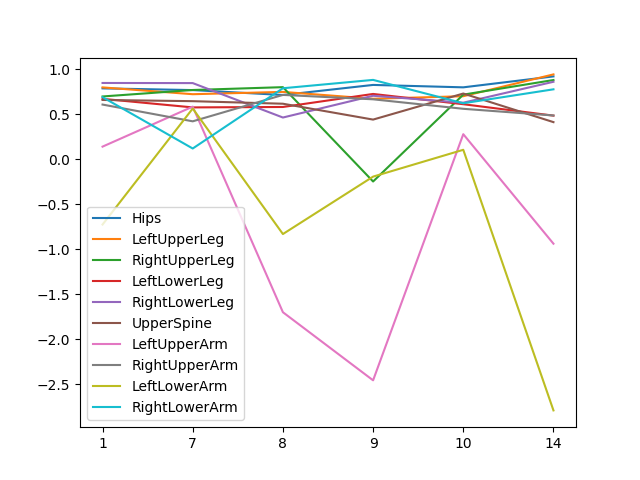 1.0
0.5
0.0
−0.5
−1.0
−1.5
−2.0
−2.5
Hips
LeftUpperLeg
RightUpperLeg
LeftLowerLeg
RightLowerLeg
UpperSpine
LeftUpperArm
RightUpperArm
LeftLowerArm
RightLowerArm
1 7 8 9 10 14